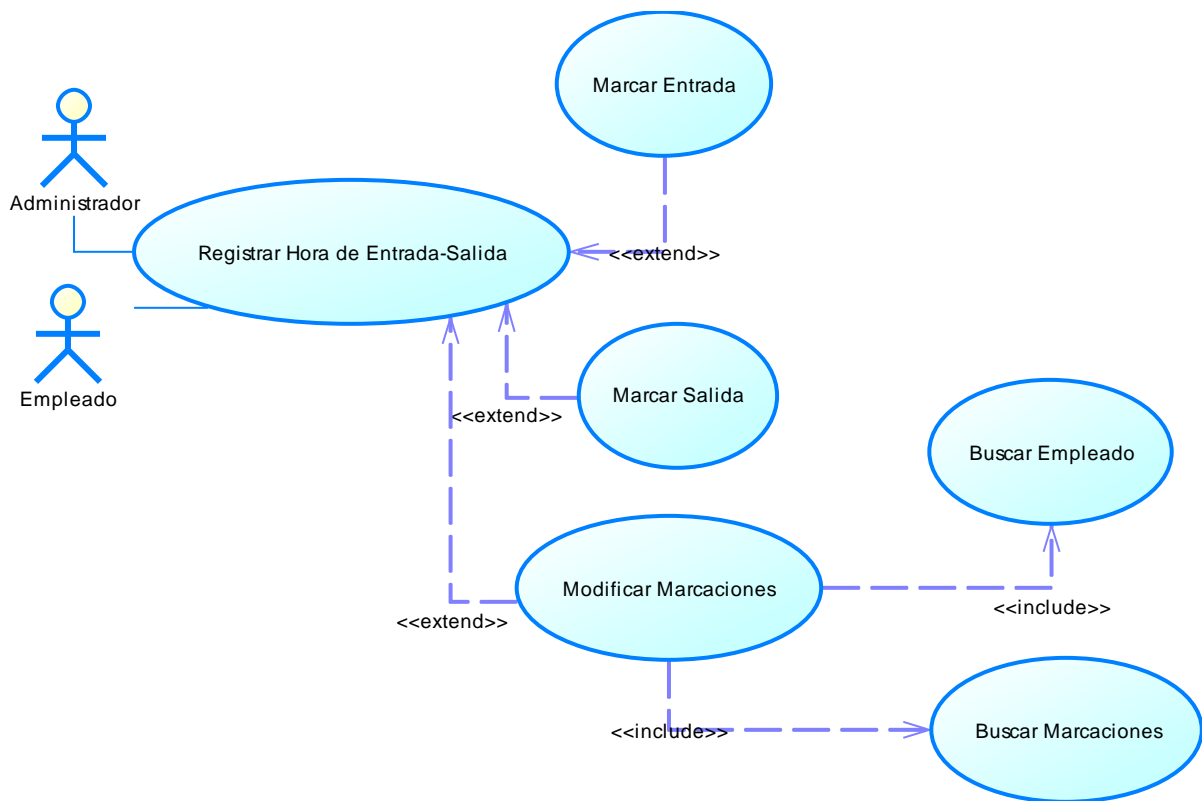 Marcar Entrada
Administrador
Registrar Hora de Entrada-Salida
<<extend>>
Empleado
Marcar Salida
<<extend>>
Buscar Empleado
Modificar Marcaciones
<<include>>
<<extend>>
<<include>>
Buscar Marcaciones